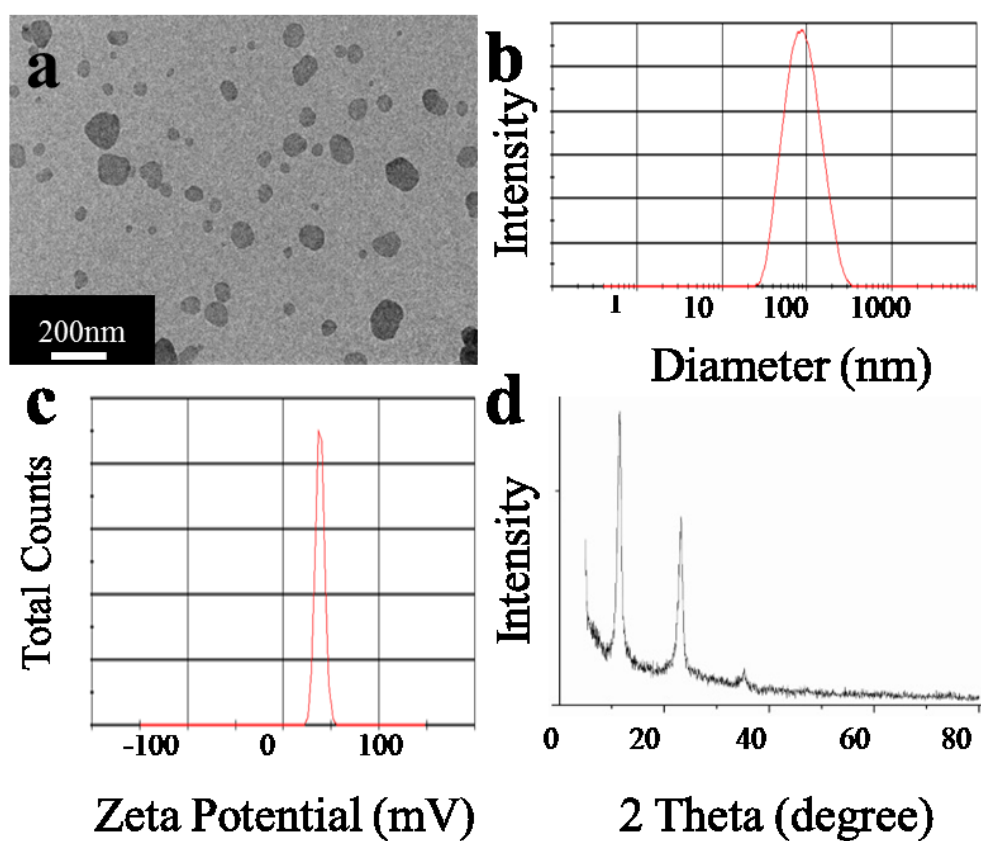 a
200nm
b
Intensity
1 10 100 1000
Diameter (nm)
c
Total Counts
-100 0 100
Zeta Potential (mV)
d
Intensity
0 20 40 60 80
2 Theta (degree)